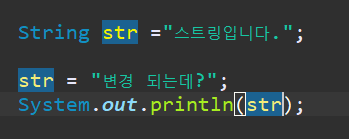 String str ="스트링입니다.";
str = "변경 되는데?";
System.out.println(str);